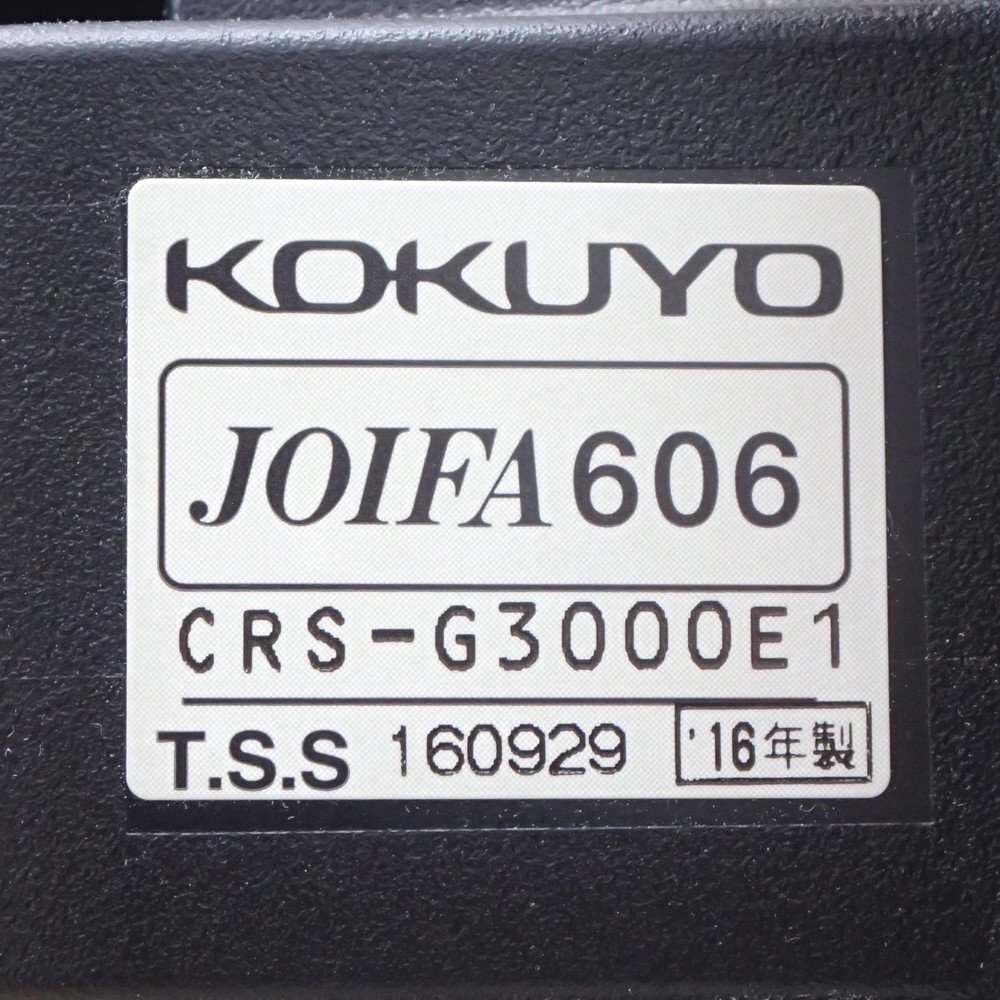 KOKUYO
JOIFA 606
CRS-G3000E1
T.S.S 160929 '16年製